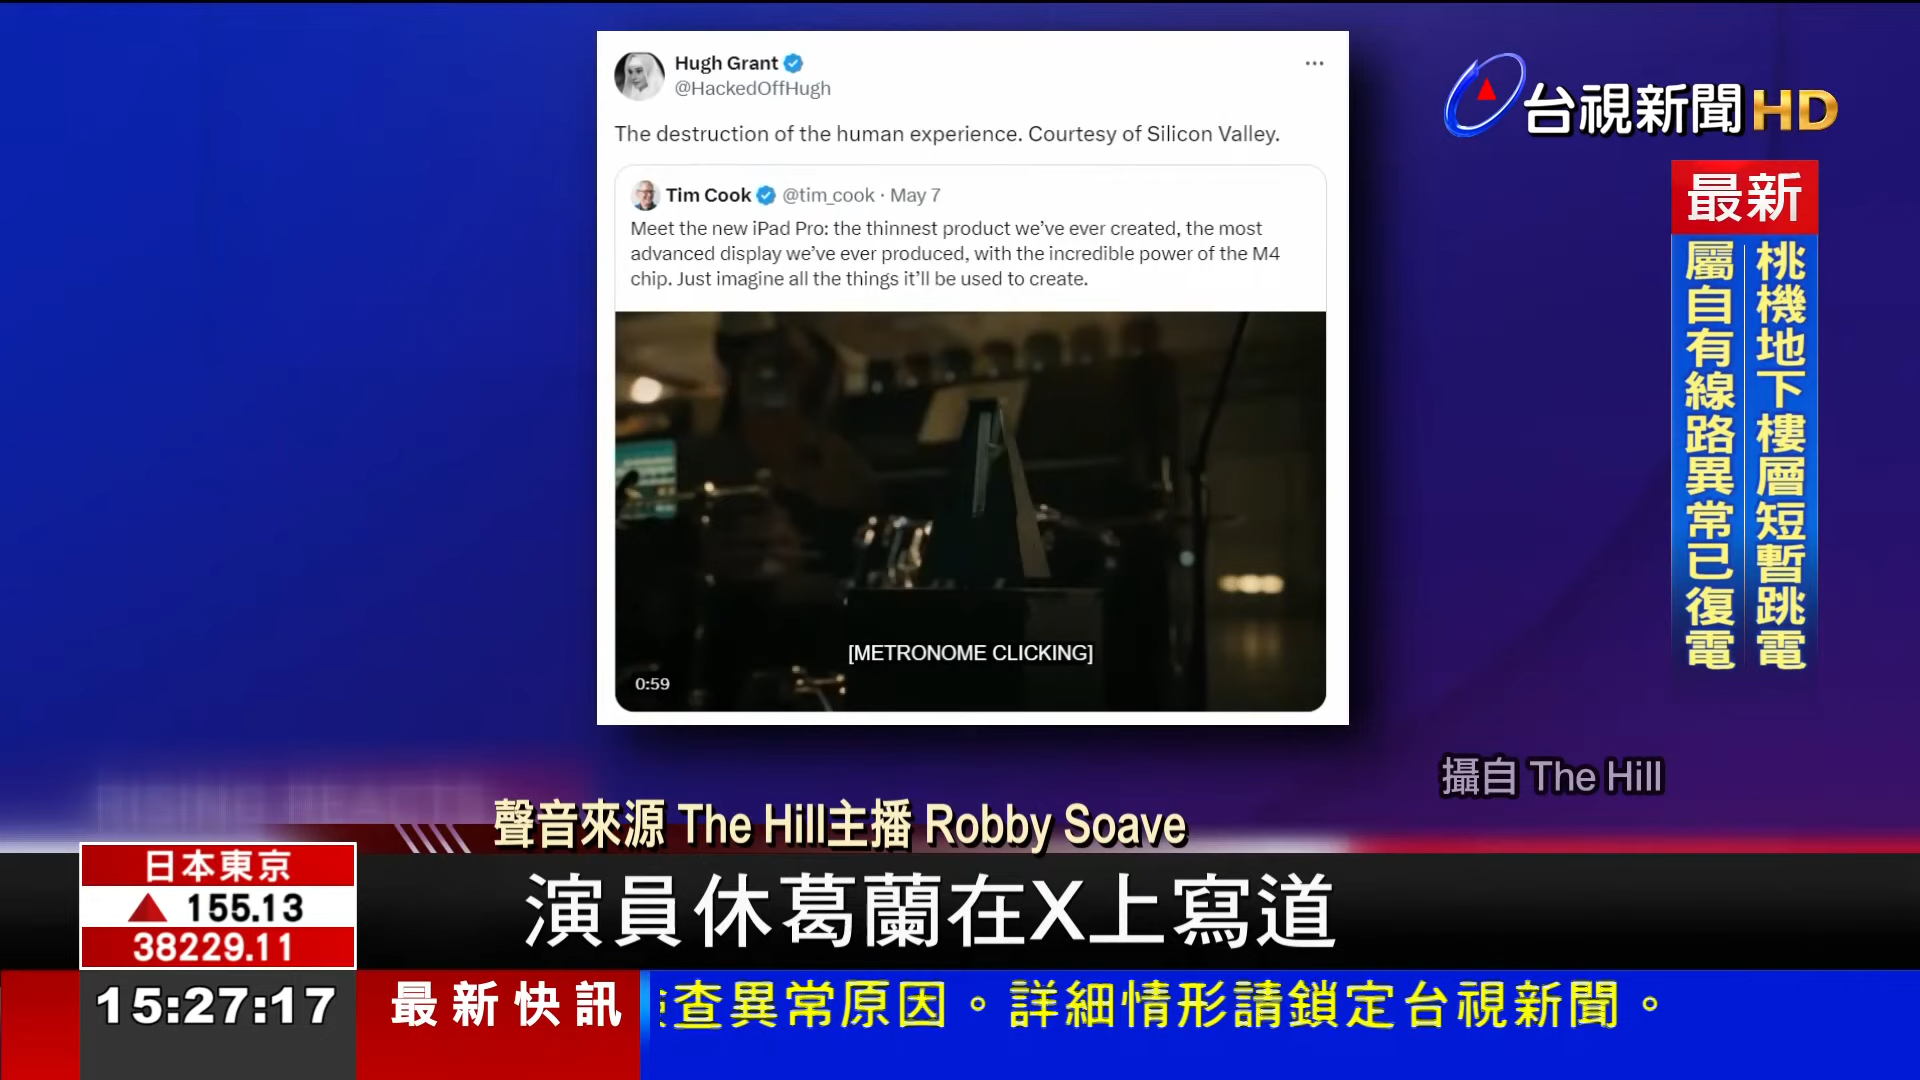 Hugh Grant
@HackedOffHugh
The destruction of the human experience. Courtesy of Silicon Valley.
Tim Cook @tim_cook · May 7
Meet the new iPad Pro: the thinnest product we've ever created, the most
advanced display we've ever produced, with the incredible power of the M4
chip. Just imagine all the things it'll be used to create.
[METRONOME CLICKING]
0:59
台視新聞HD
最新
桃機地下樓層短暫跳電
屬自有線路異常已復電
攝自 The Hill
聲音來源 The Hill主播 Robby Soave
演員休葛蘭在X上寫道
日本東京
▲ 155.13
38229.11
15:27:17
最新快訊
查異常原因。詳細情形請鎖定台視新聞。